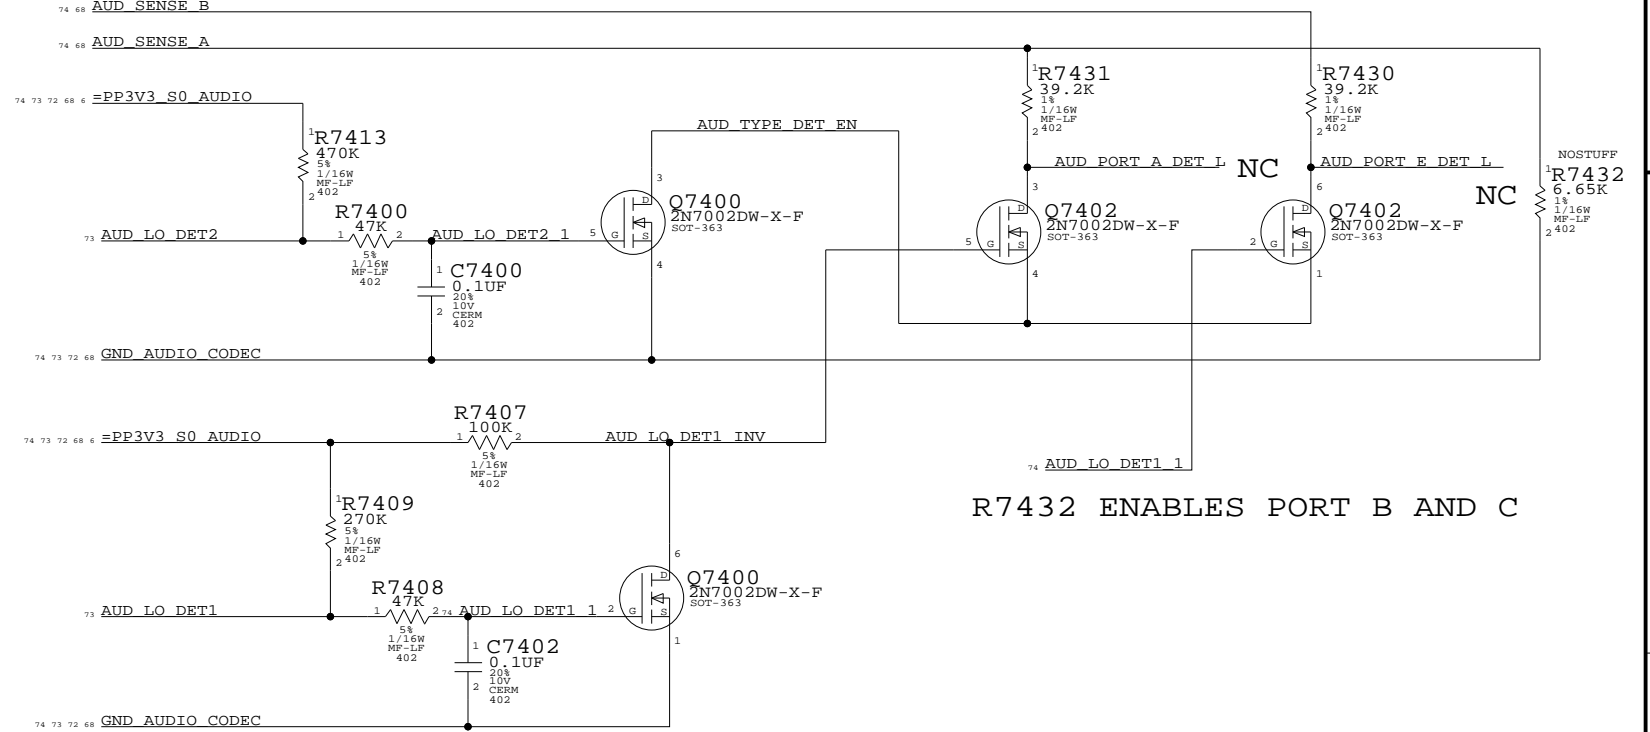 74 68 AUD_SENSE_B
74 68 AUD_SENSE_A
74 73 72 68 6 =PP3V3_S0_AUDIO
1
R7413
470K
5%
1/16W
MF-LF
402
2
R7400
47K
1 2
5%
1/16W
MF-LF
402
73 AUD_LO_DET2
AUD_LO_DET2_1
1
C7400
0.1UF
20%
10V
CERM
402
2
AUD_TYPE_DET_EN
3
D
Q7400
2N7002DW-X-F
SOT-363
5 G S
4
1
R7431
39.2K
1%
1/16W
MF-LF
402
2
AUD_PORT_A_DET_L NC
3
D
Q7402
2N7002DW-X-F
SOT-363
5 G S
4
1
R7430
39.2K
1%
1/16W
MF-LF
402
2
AUD_PORT_E_DET_L
NC
6
D
Q7402
2N7002DW-X-F
SOT-363
2 G S
1
NOSTUFF
1
R7432
6.65K
1%
1/16W
MF-LF
402
2
74 73 72 68 GND_AUDIO_CODEC
74 73 72 68 6 =PP3V3_S0_AUDIO
R7407
100K
1 2
5%
1/16W
MF-LF
402
AUD_LO_DET1_INV
74 AUD_LO_DET1_1
R7432 ENABLES PORT B AND C
1
R7409
270K
5%
1/16W
MF-LF
402
2
73 AUD_LO_DET1
R7408
47K
1 2
5%
1/16W
MF-LF
402
74 AUD_LO_DET1_1
6
D
Q7400
2N7002DW-X-F
SOT-363
2 G S
1
1
C7402
0.1UF
20%
10V
CERM
402
2
74 73 72 68 GND_AUDIO_CODEC